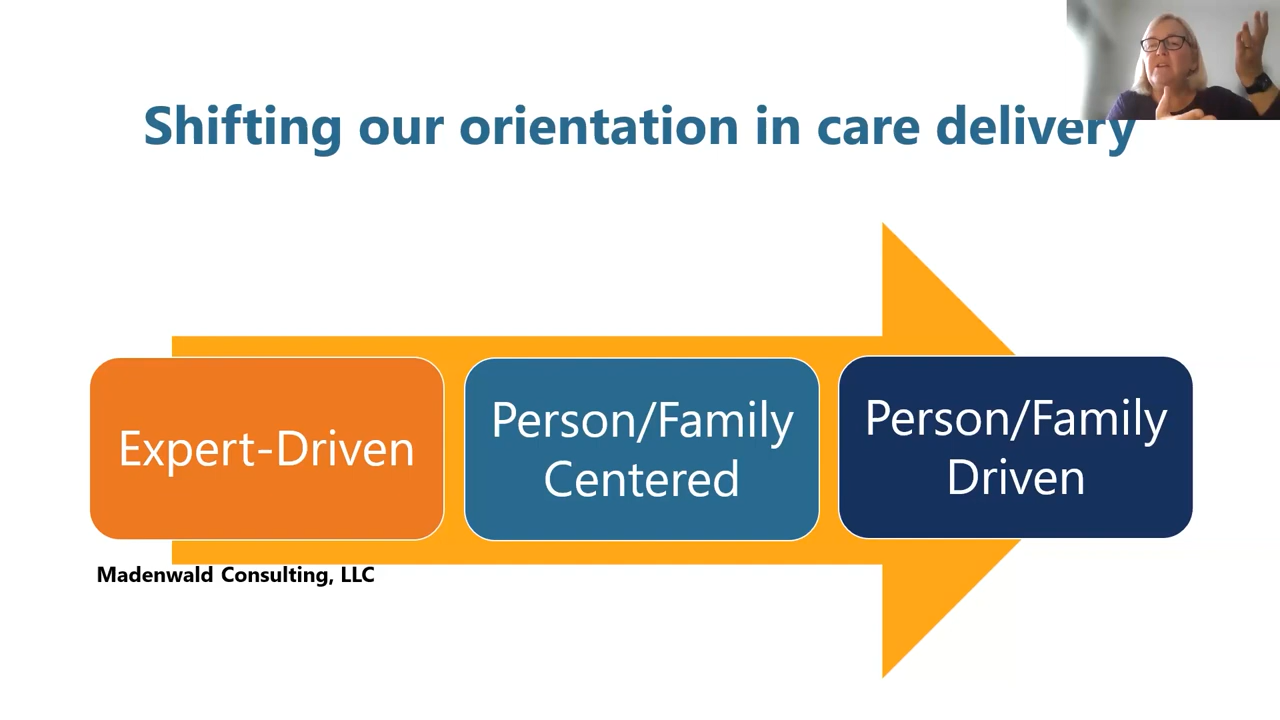 Shifting our orientation in care delivery
Expert-Driven
Person/Family
Centered
Person/Family
Driven
Madenwald Consulting, LLC